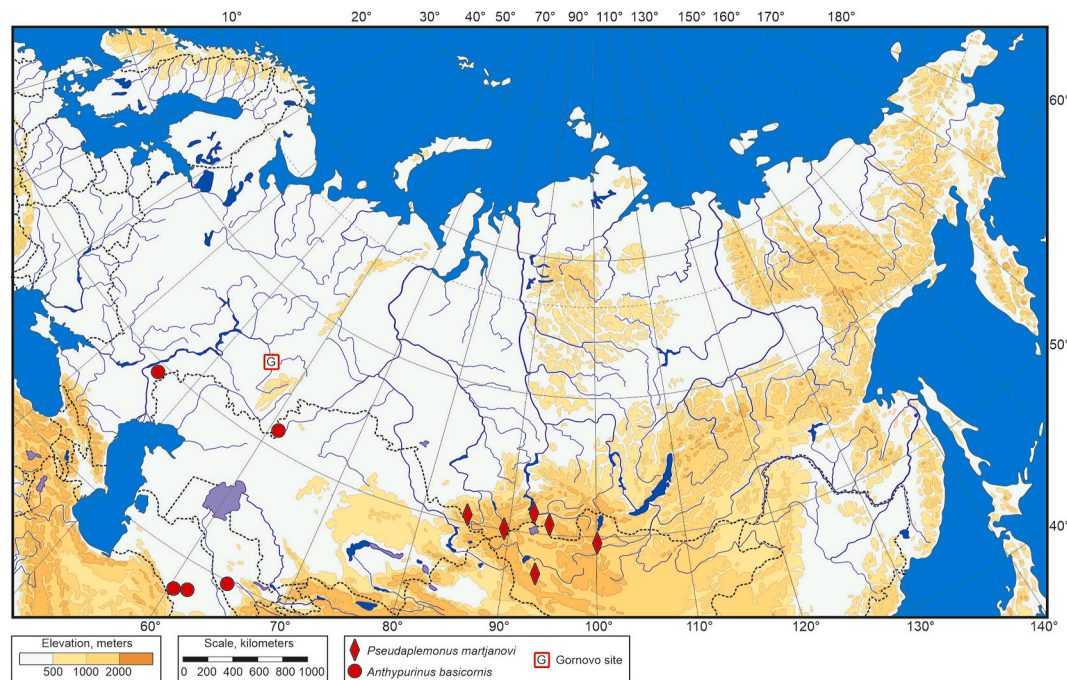 10° 20° 30° 40° 50° 70° 90° 110° 130° 150° 160° 170° 180°
60°
50°
40°
G
60° 70° 80° 90° 100° 120° 130° 140°
Elevation, meters
500 1000 2000
Scale, kilometers
0 200 400 600 800 1000
Pseudaplemonus martjanovi
Anthypurinus basicornis
G Gornovo site